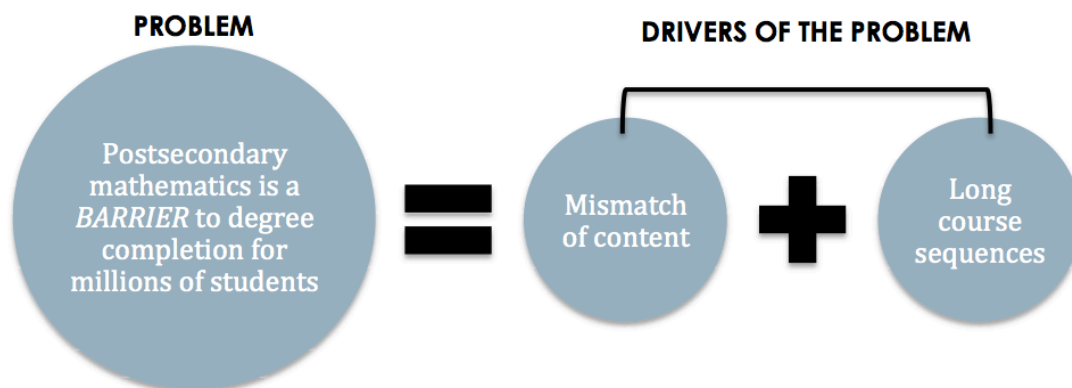 PROBLEM
Postsecondary
mathematics is a
BARRIER to degree
completion for
millions of students
DRIVERS OF THE PROBLEM
Mismatch
of content
Long
course
sequences